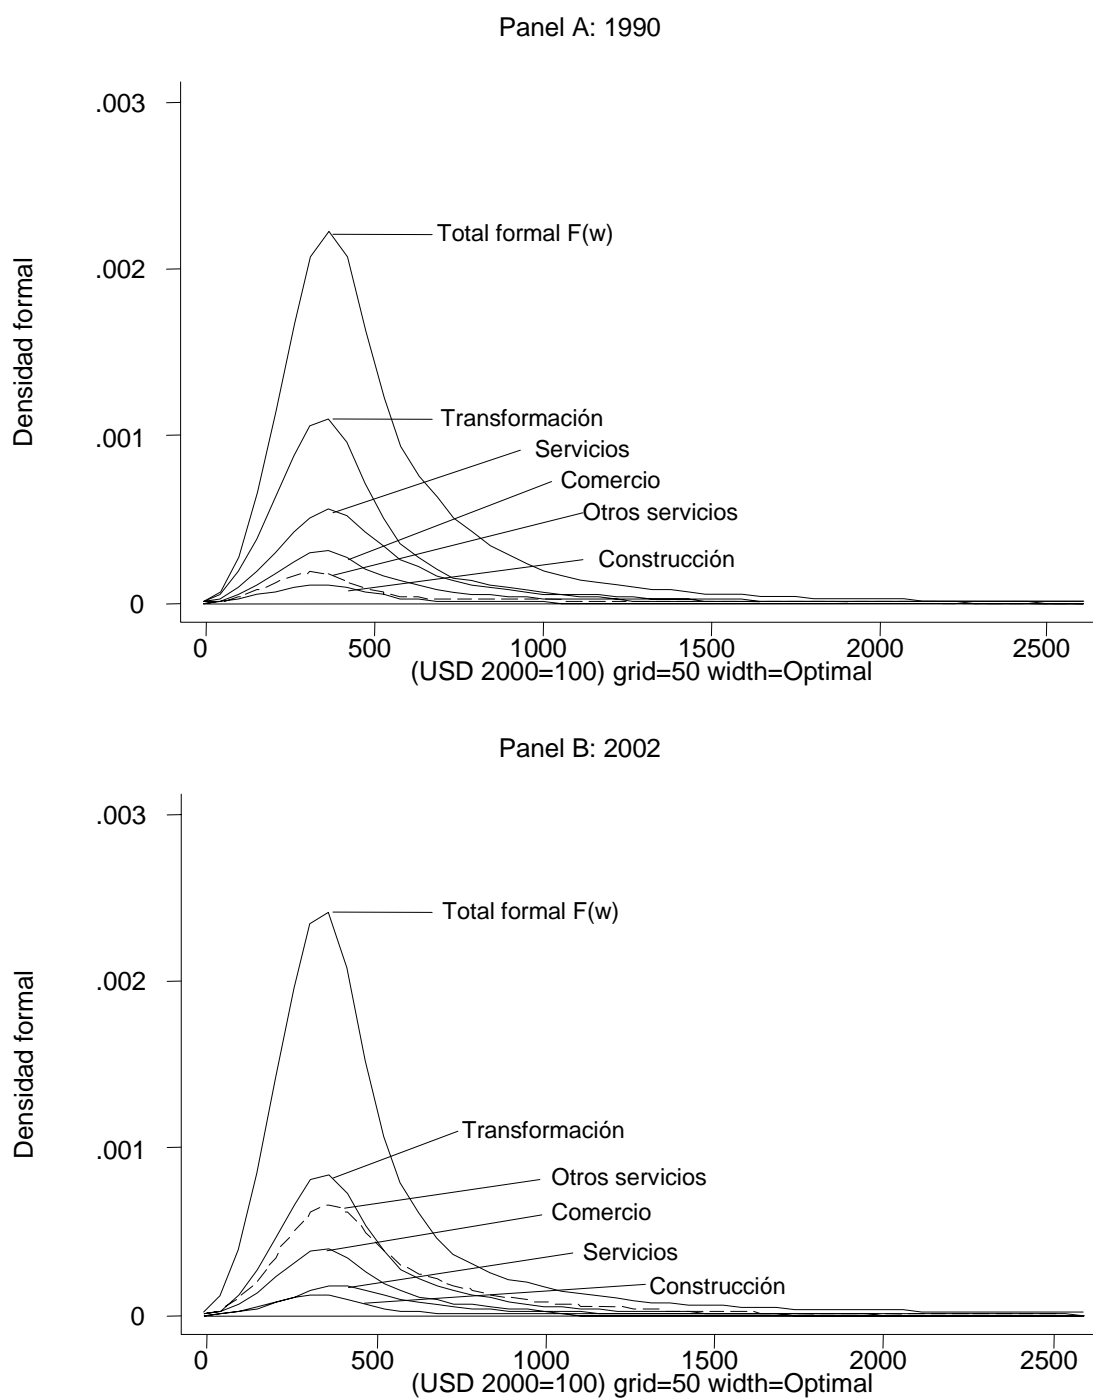 Panel A: 1990
.003
Total formal F(w)
.002
Densidad formal
Transformación
.001
Servicios
Comercio
Otros servicios
Construcción
0
0 500 1000 1500 2000 2500
(USD 2000=100) grid=50 width=Optimal
Panel B: 2002
.003
Total formal F(w)
.002
Densidad formal
Transformación
.001
Otros servicios
Comercio
Servicios
Construcción
0
0 500 1000 1500 2000 2500
(USD 2000=100) grid=50 width=Optimal